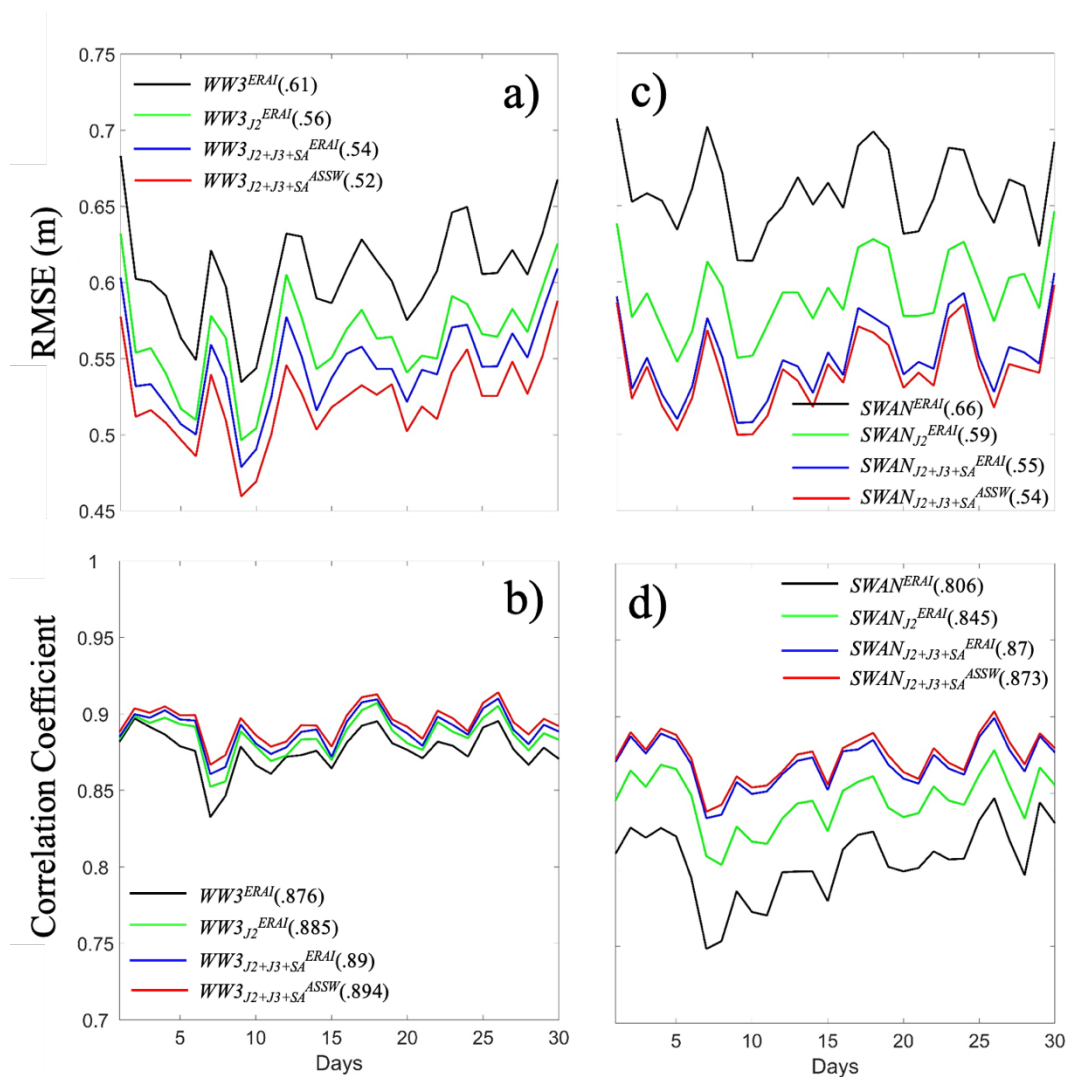 0.75
0.7
0.65
0.6
0.55
0.5
0.45
RMSE (m)
WW3^ERAI(.61)
WW3_J2^ERAI(.56)
WW3_J2+J3+SA^ERAI(.54)
WW3_J2+J3+SA^ASSW(.52)
a)
c)
SWAN^ERAI(.66)
SWAN_J2^ERAI(.59)
SWAN_J2+J3+SA^ERAI(.55)
SWAN_J2+J3+SA^ASSW(.54)
1
0.95
0.9
0.85
0.8
0.75
0.7
Correlation Coefficient
b)
WW3^ERAI(.876)
WW3_J2^ERAI(.885)
WW3_J2+J3+SA^ERAI(.89)
WW3_J2+J3+SA^ASSW(.894)
5 10 15 20 25 30
Days
d)
SWAN^ERAI(.806)
SWAN_J2^ERAI(.845)
SWAN_J2+J3+SA^ERAI(.87)
SWAN_J2+J3+SA^ASSW(.873)
5 10 15 20 25 30
Days